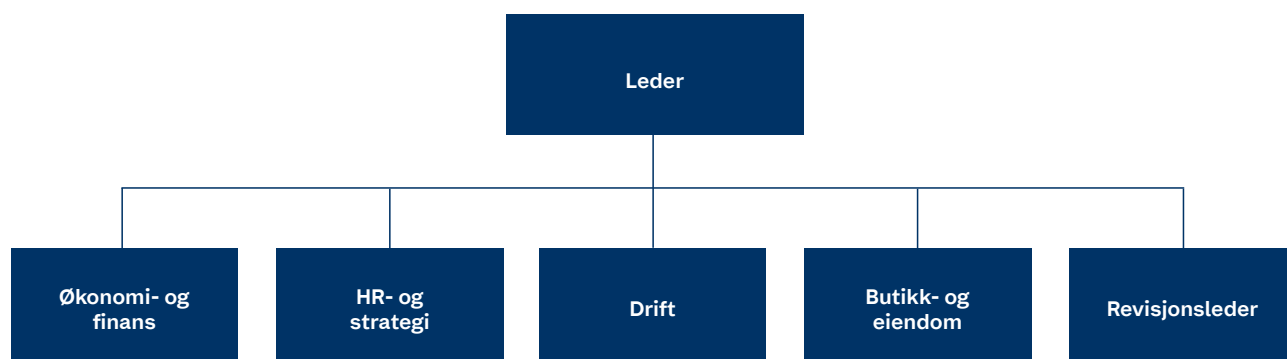 Leder
Økonomi- og
finans
HR- og
strategi
Drift
Butikk- og
eiendom
Revisjonsleder